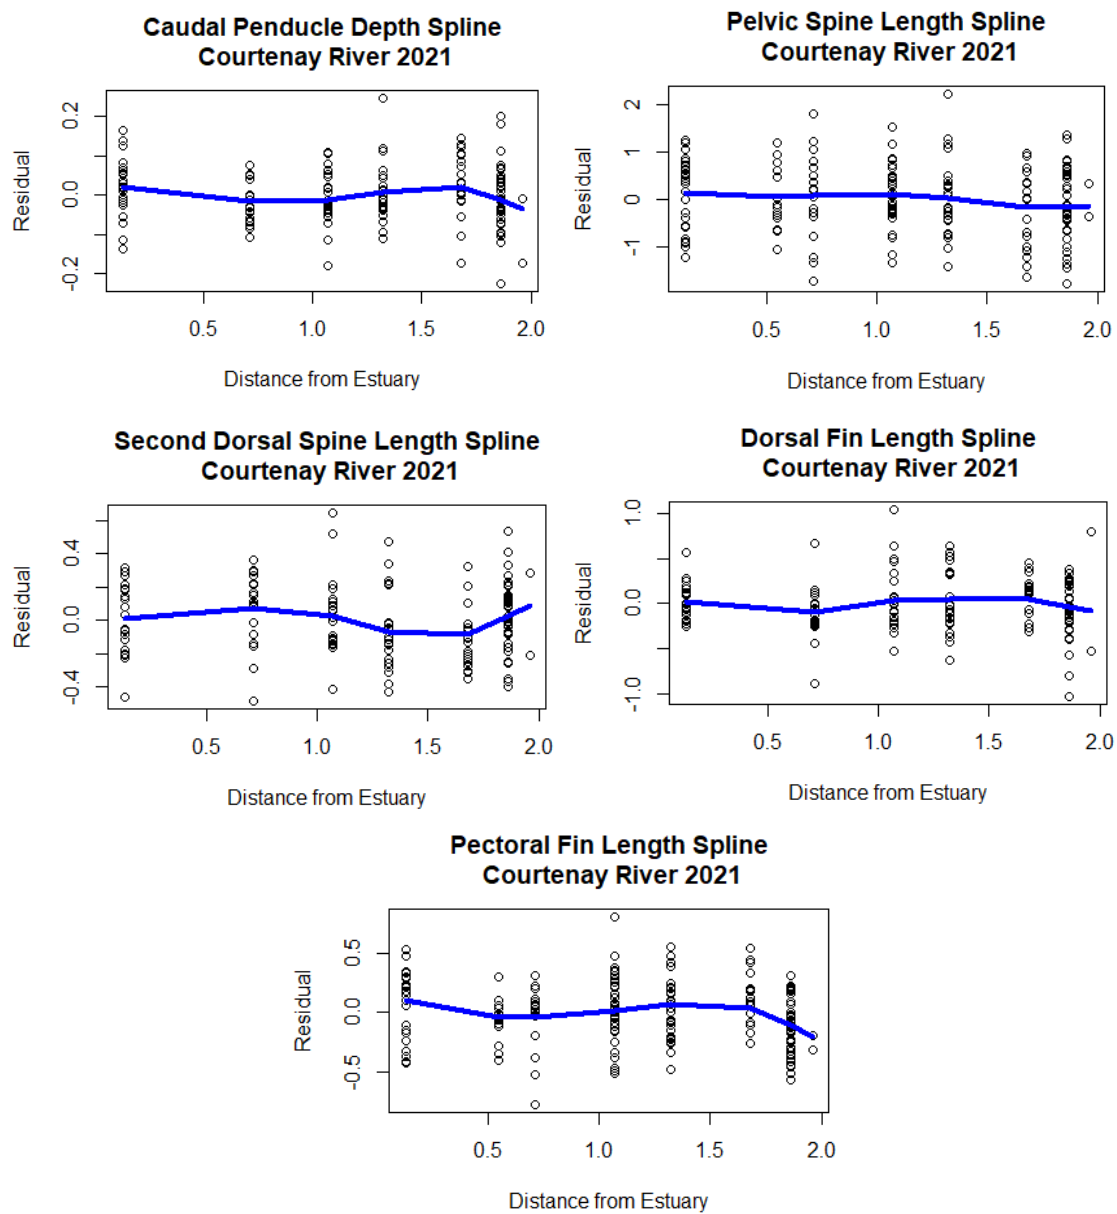 Caudal Penducle Depth Spline
Courtenay River 2021
0.2
0.0
-0.2
Residual
0.5
1.0
1.5
2.0
Distance from Estuary
Pelvic Spine Length Spline
Courtenay River 2021
2
1
0
-1
Residual
0.5
1.0
1.5
2.0
Distance from Estuary
Second Dorsal Spine Length Spline
Courtenay River 2021
0.4
0.0
-0.4
Residual
0.5
1.0
1.5
2.0
Distance from Estuary
Dorsal Fin Length Spline
Courtenay River 2021
1.0
0.0
-1.0
Residual
0.5
1.0
1.5
2.0
Distance from Estuary
Pectoral Fin Length Spline
Courtenay River 2021
0.5
0.0
-0.5
Residual
0.5
1.0
1.5
2.0
Distance from Estuary